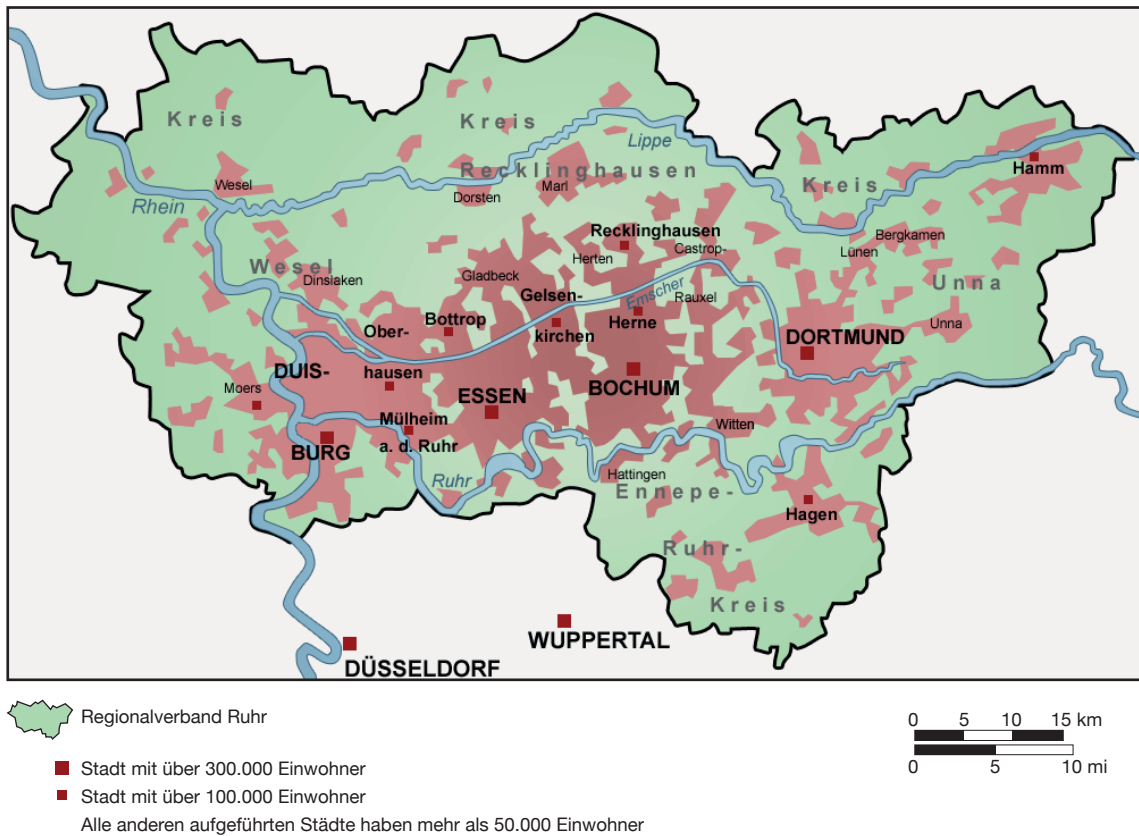 Kreis
Kreis
Lippe
Recklinghausen
Hamm
Wesel
Dorsten
Marl
Kreis
Rhein
Recklinghausen
Bergkamen
Castrop-
Lünen
Herten
Wesel
Dinslaken
Gladbeck
Unna
Gelsen-
Emscher
Rauxel
Bottrop
Ober-
kirchen
Herne
Unna
DORTMUND
DUIS-
hausen
Moers
ESSEN
BOCHUM
Mülheim
a. d. Ruhr
Witten
BURG
Ruhr
Hattingen
Ennepe-
Hagen
Ruhr-
Kreis
WUPPERTAL
DÜSSELDORF
Regionalverband Ruhr
0 5 10 15 km
0 5 10 mi
Stadt mit über 300.000 Einwohner
Stadt mit über 100.000 Einwohner
Alle anderen aufgeführten Städte haben mehr als 50.000 Einwohner